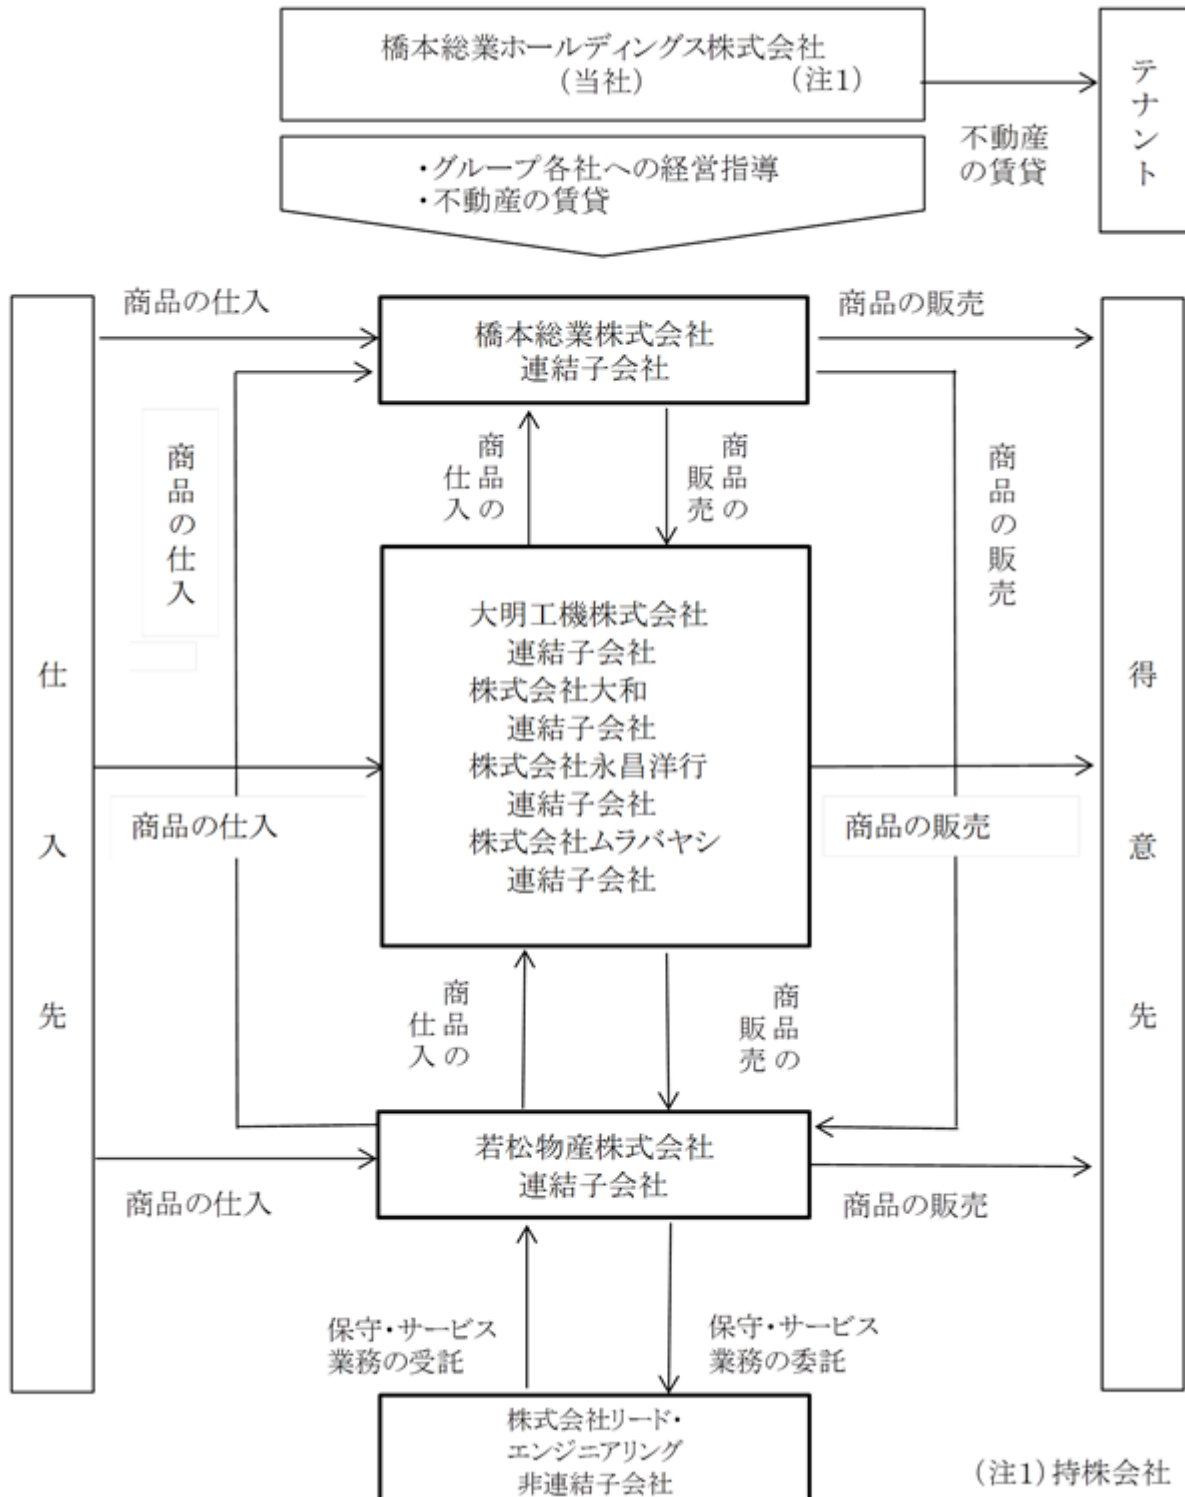 橋本総業ホールディングス株式会社
(当社) (注1)
テナント
不動産
の賃貸
・グループ各社への経営指導
・不動産の賃貸
商品の仕入
商品の販売
橋本総業株式会社
連結子会社
商品の仕入
商品の
仕入
商品の
販売
商品の販売
仕入先
得意先
大明工機株式会社
連結子会社
株式会社大和
連結子会社
株式会社永昌洋行
連結子会社
株式会社ムラバヤシ
連結子会社
商品の仕入
商品の販売
商品の
仕入
商品の
販売
若松物産株式会社
連結子会社
商品の仕入
商品の販売
保守・サービス
業務の受託
保守・サービス
業務の委託
株式会社リード・
エンジニアリング
非連結子会社
(注1)持株会社